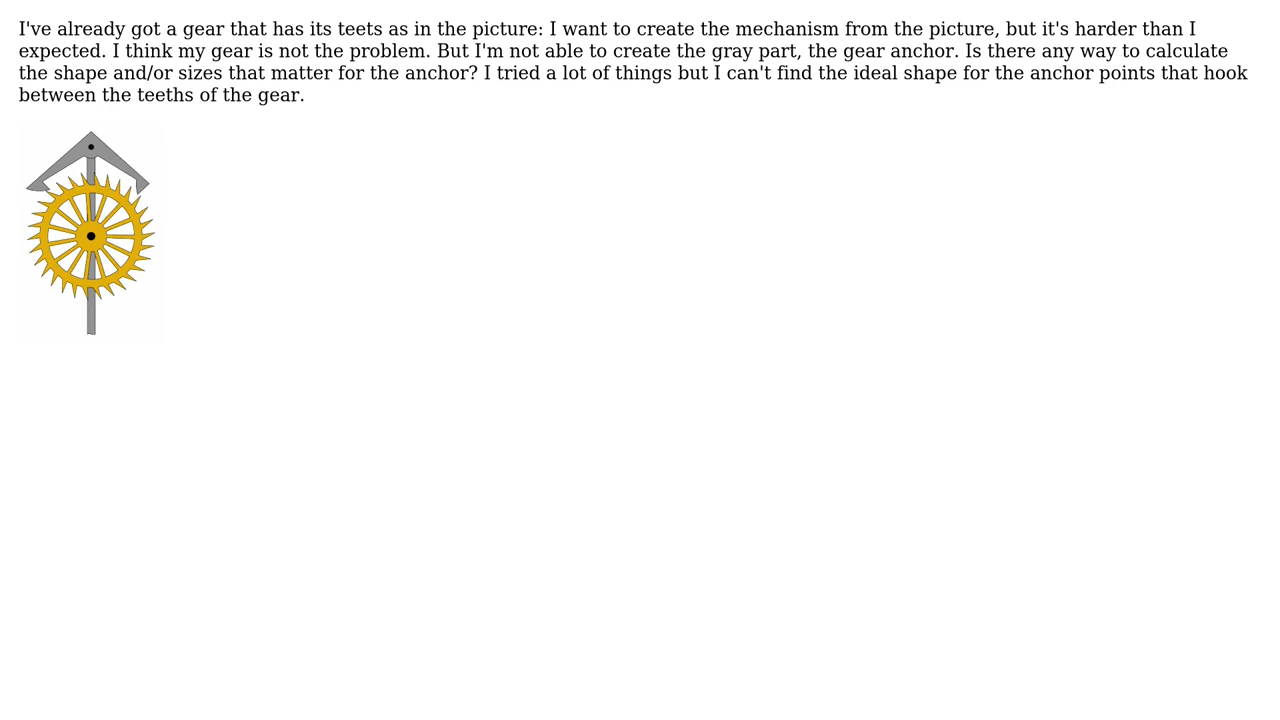 I've already got a gear that has its teets as in the picture: I want to create the mechanism from the picture, but it's harder than I
expected. I think my gear is not the problem. But I'm not able to create the gray part, the gear anchor. Is there any way to calculate
the shape and/or sizes that matter for the anchor? I tried a lot of things but I can't find the ideal shape for the anchor points that hook
between the teeths of the gear.